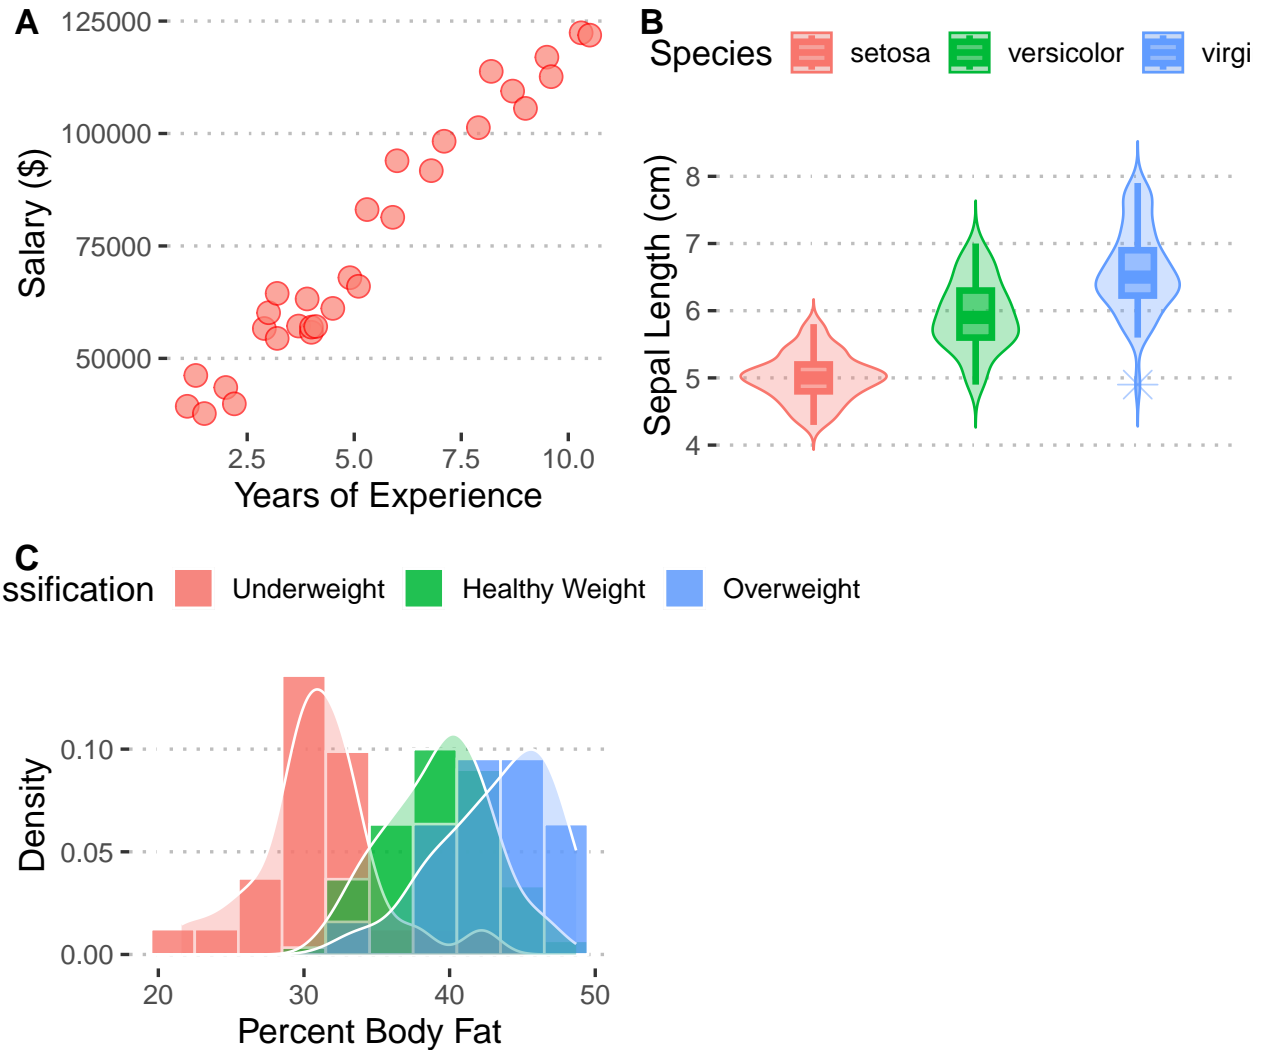 A
125000
100000
75000
50000
Salary ($)
2.5 5.0 7.5 10.0
Years of Experience
B
Species setosa versicolor virgi
8
7
6
5
4
Sepal Length (cm)
C
ssification Underweight Healthy Weight Overweight
0.10
0.05
0.00
Density
20 30 40 50
Percent Body Fat